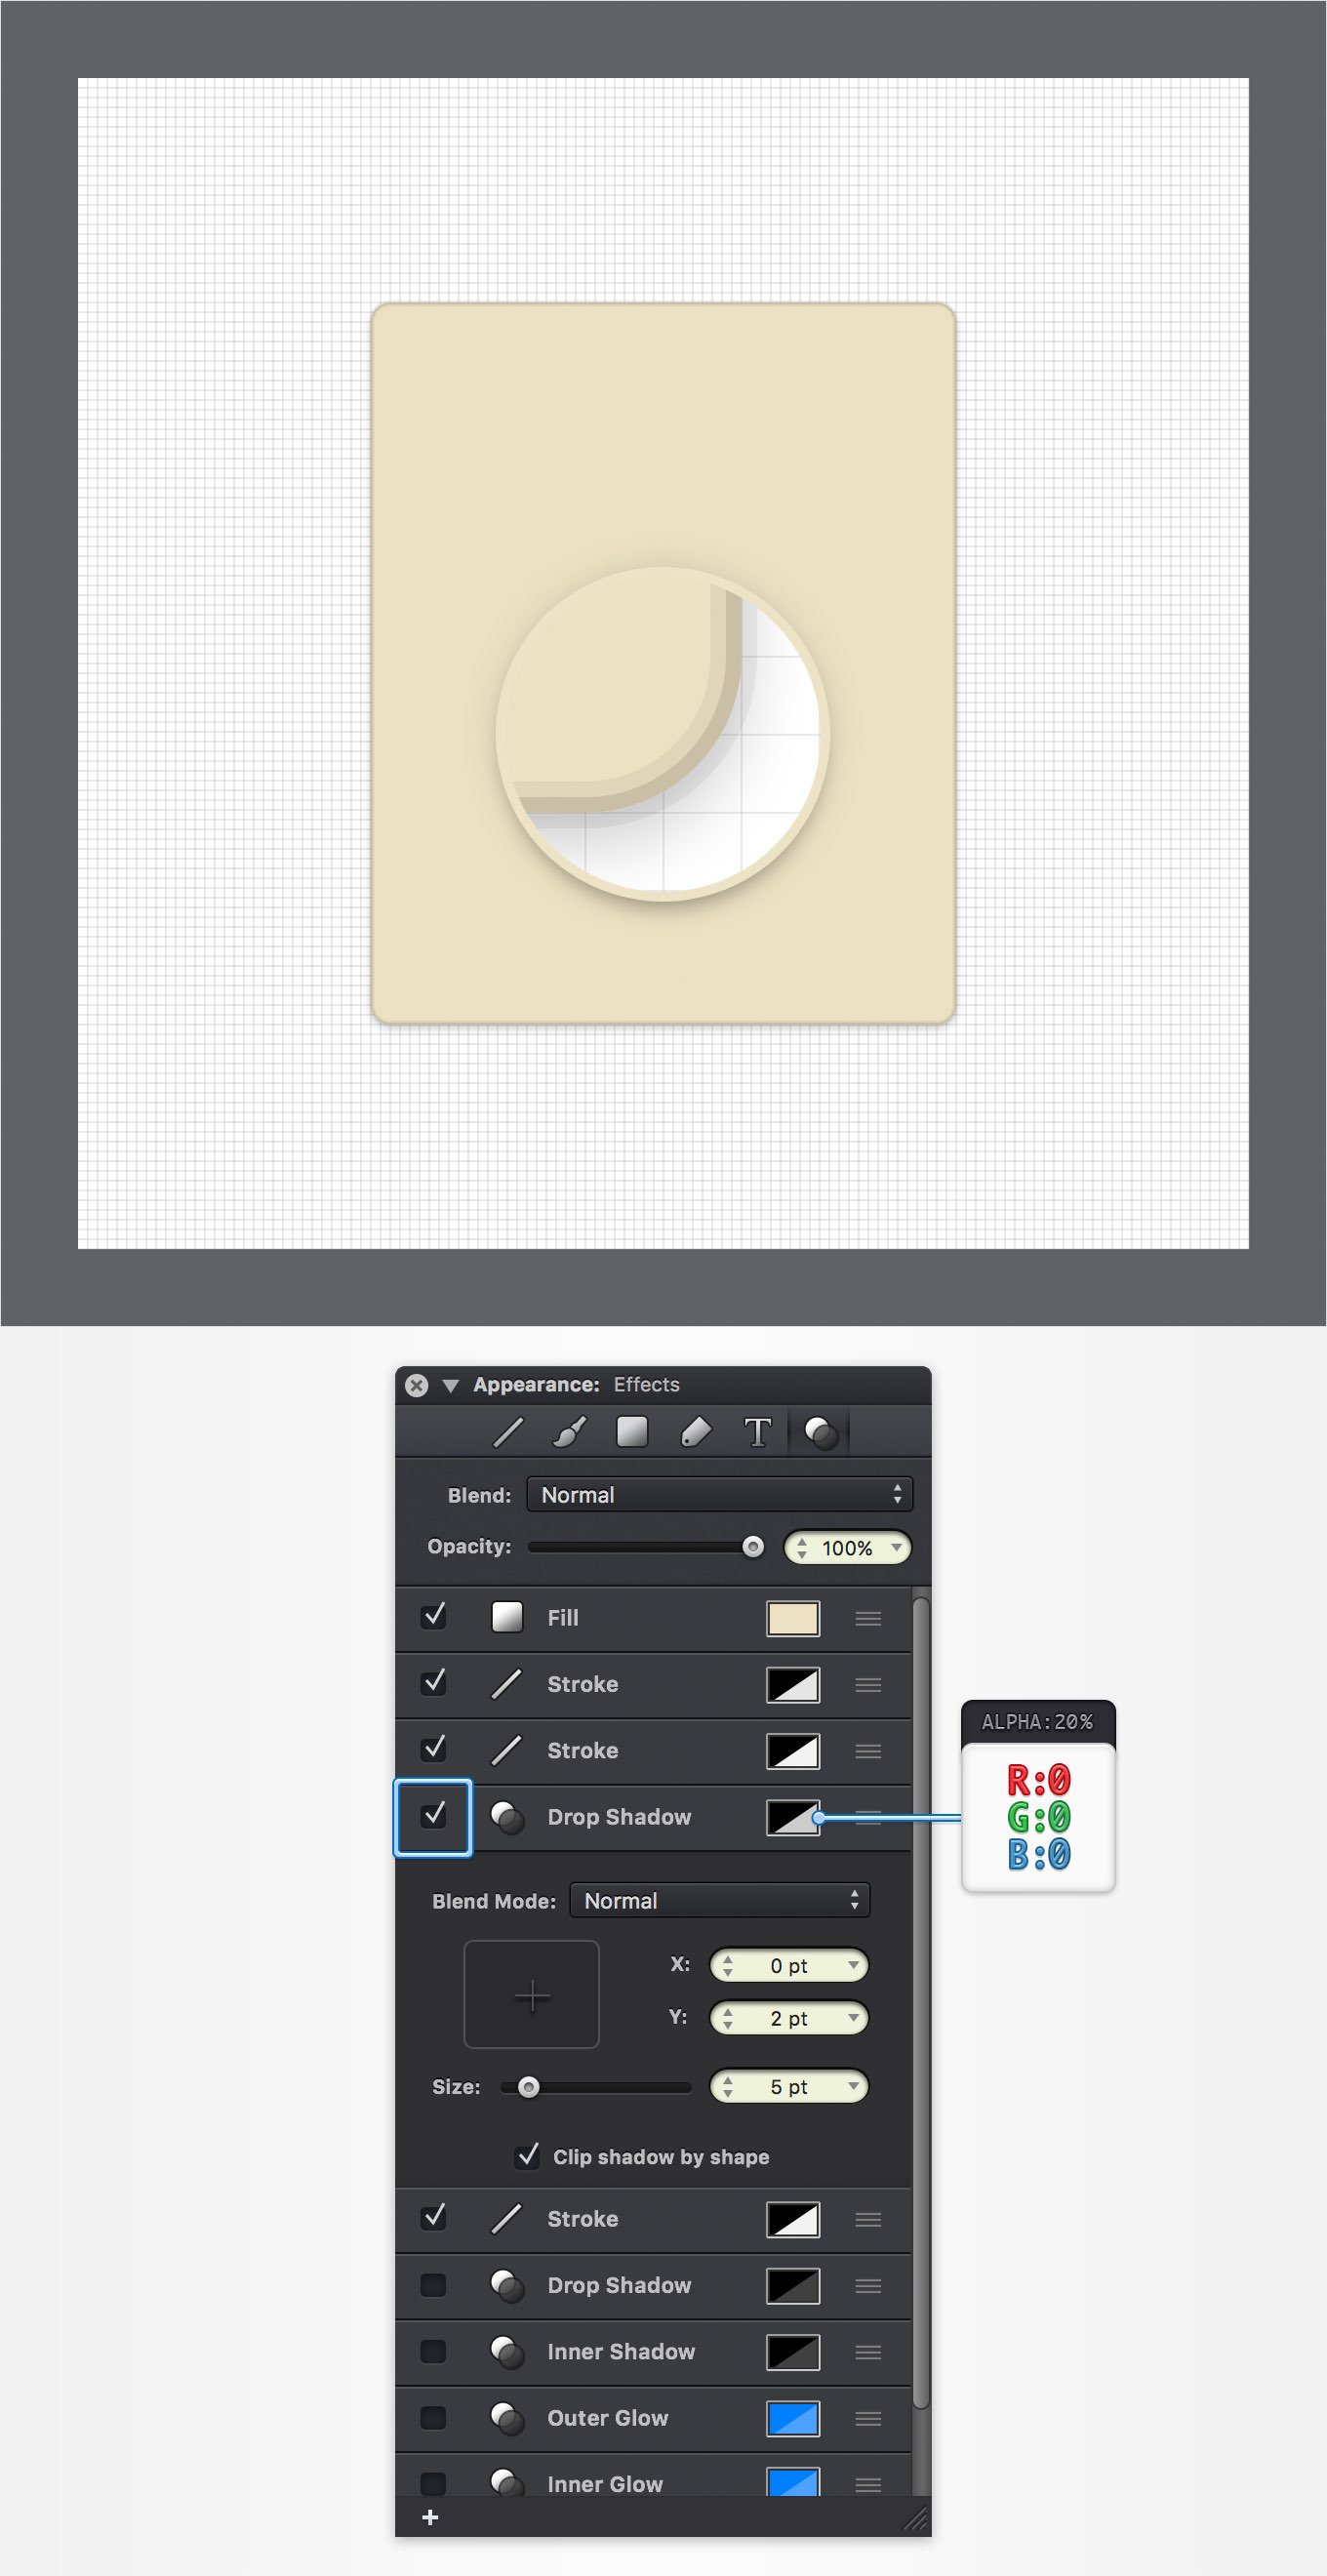 Appearance: Effects
T
Blend: Normal
Opacity: 100%
Fill
Stroke
Stroke
ALPHA:20%
R:0
G:0
B:0
Drop Shadow
Blend Mode: Normal
X: 0 pt
Y: 2 pt
Size: 5 pt
Clip shadow by shape
Stroke
Drop Shadow
Inner Shadow
Outer Glow
Inner Glow
+